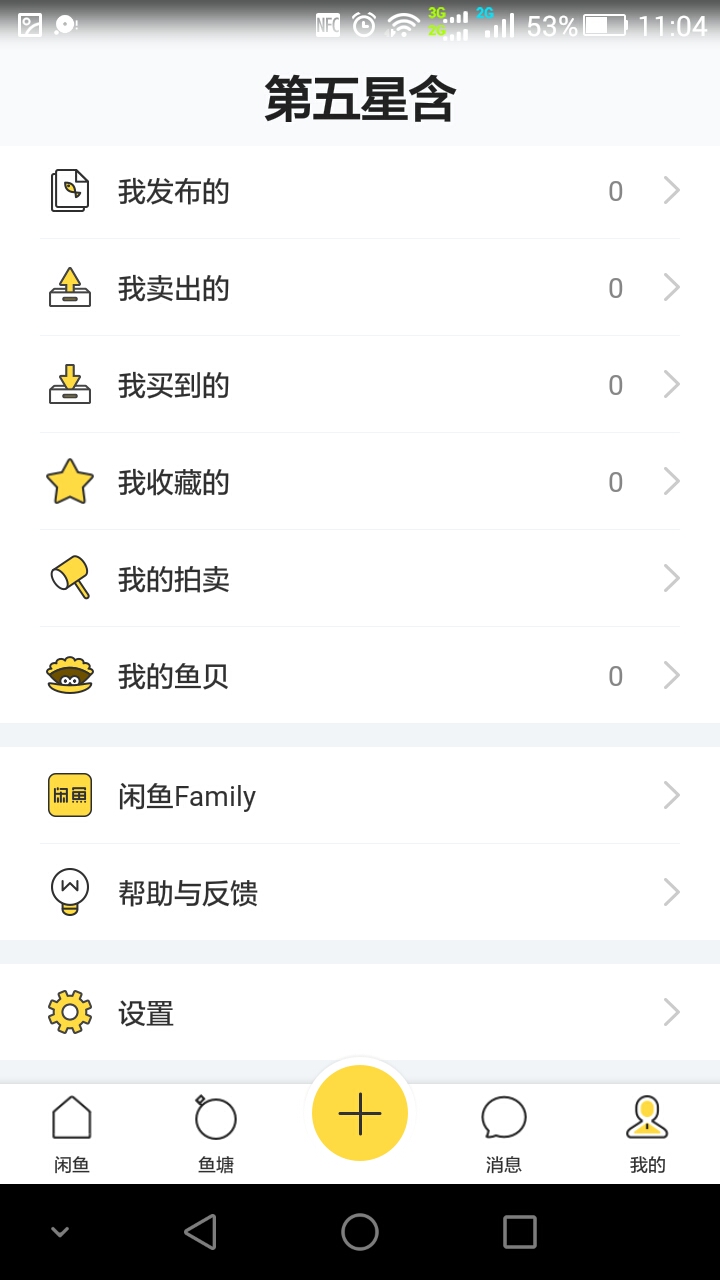 NFC 3G 2G 2G 53% 11:04
第五星含
我发布的 0
我卖出的 0
我买到的 0
我收藏的 0
我的拍卖
我的鱼贝 0
闲鱼 闲鱼Family
帮助与反馈
设置
闲鱼 鱼塘 消息 我的